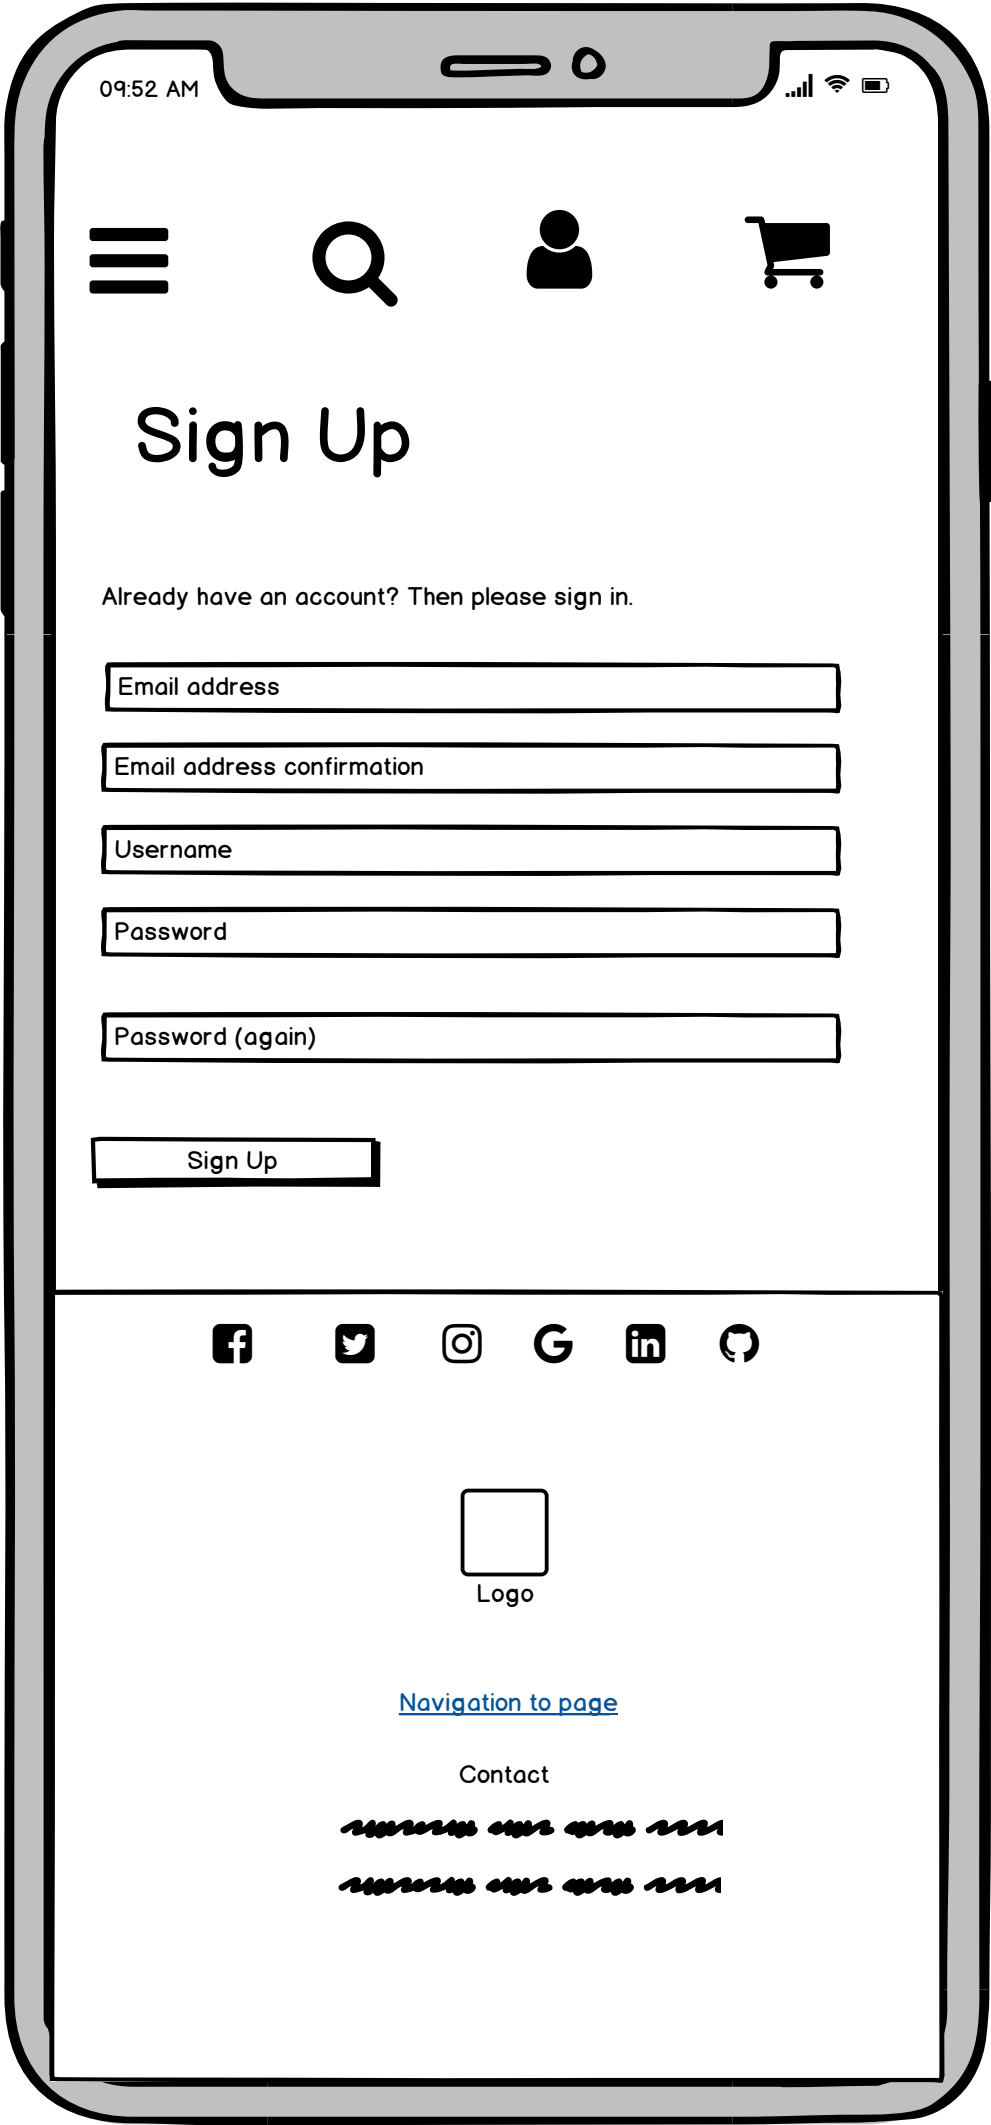 09:52 AM
Sign Up
Already have an account? Then please sign in.
Email address
Email address confirmation
Username
Password
Password (again)
Sign Up
Logo
Navigation to page
Contact